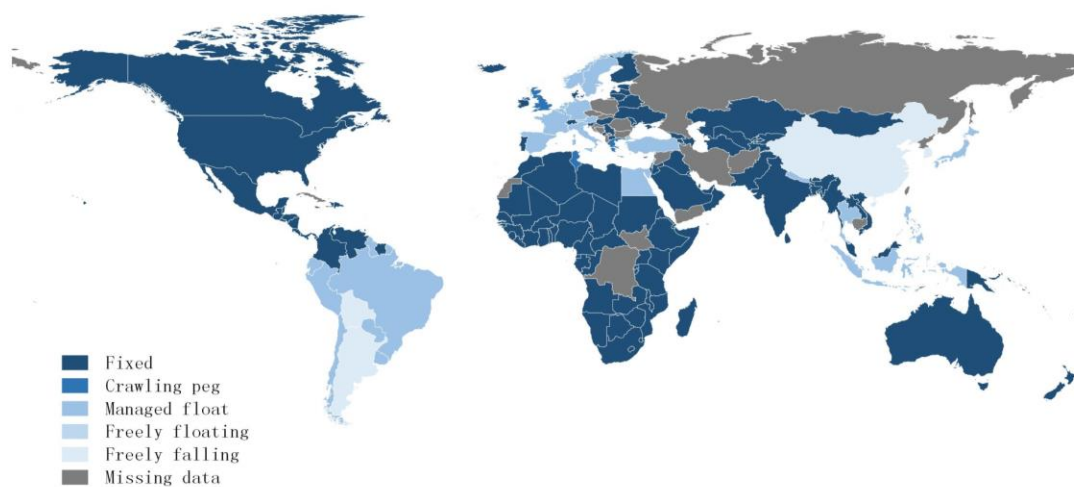 Fixed
Crawling peg
Managed float
Freely floating
Freely falling
Missing data